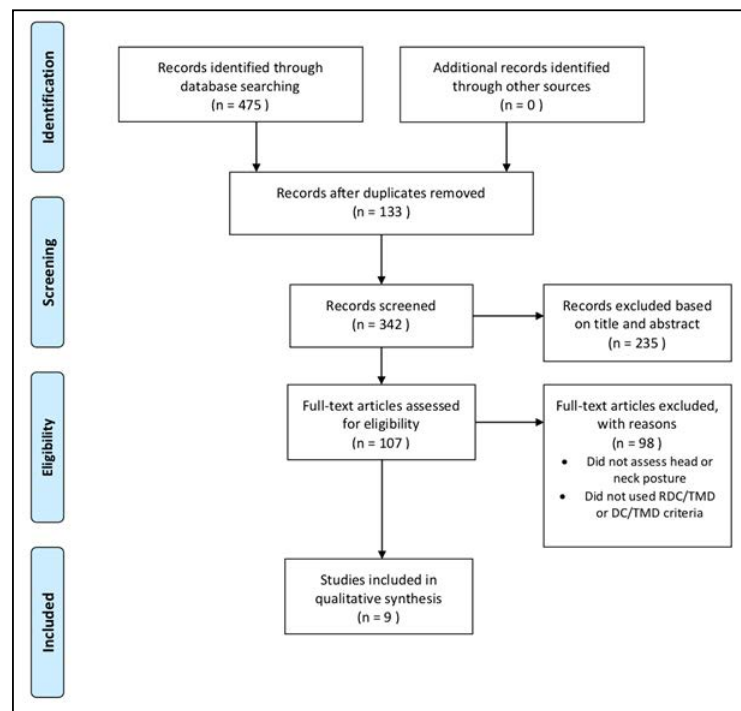 Identification
Records identified through
database searching
(n = 475 )
Additional records identified
through other sources
(n = 0 )
Records after duplicates removed
(n = 133 )
Screening
Records screened
(n = 342 )
Records excluded based
on title and abstract
(n = 235 )
Eligibility
Full-text articles assessed
for eligibility
(n = 107 )
Full-text articles excluded,
with reasons
(n = 98 )
• Did not assess head or
neck posture
• Did not used RDC/TMD
or DC/TMD criteria
Included
Studies included in
qualitative synthesis
(n = 9 )